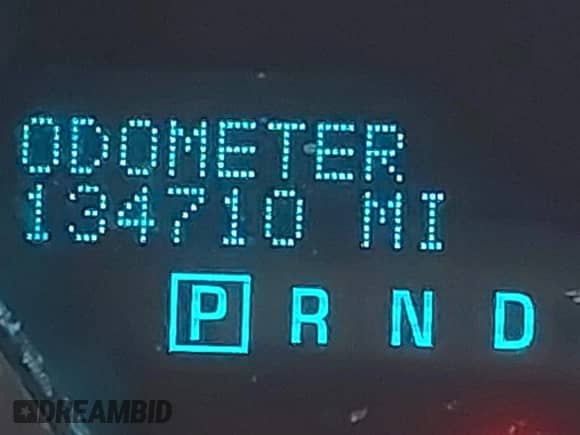 ODOMETER
134710 MI
P R N D
DREAMBID